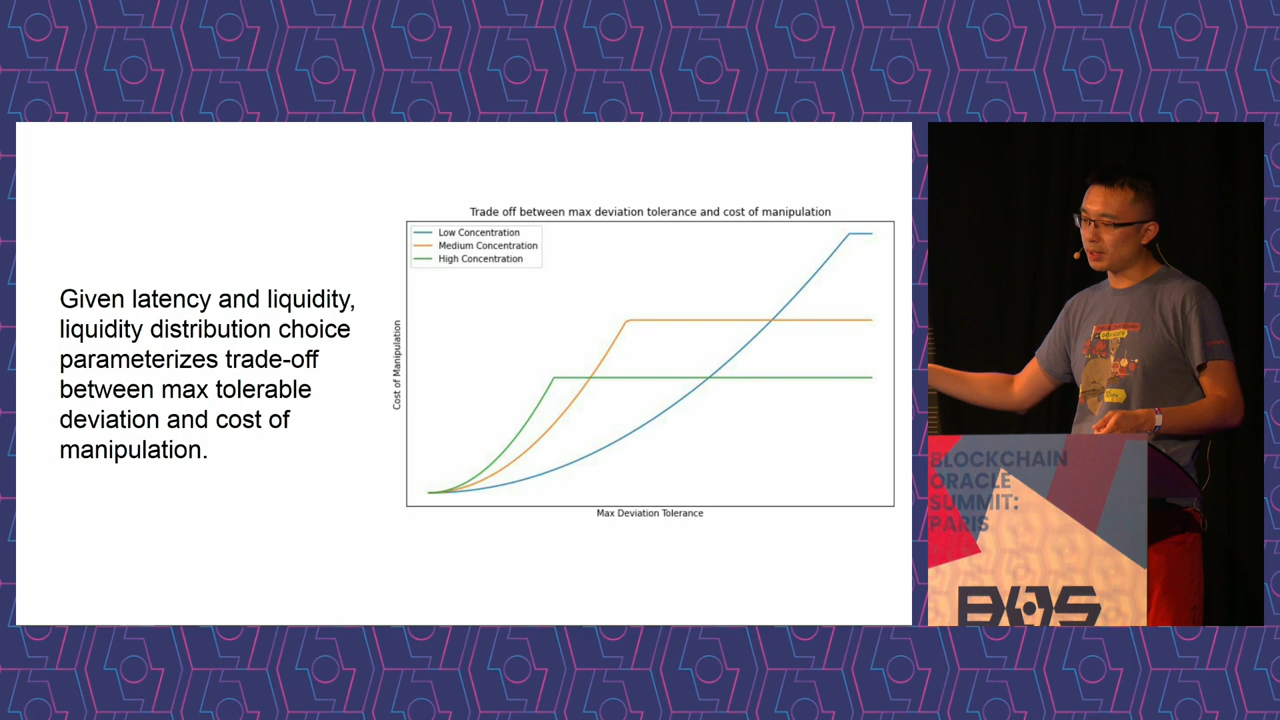 Given latency and liquidity,
liquidity distribution choice
parameterizes trade-off
between max tolerable
deviation and cost of
manipulation.
Trade off between max deviation tolerance and cost of manipulation
Low Concentration
Medium Concentration
High Concentration
Cost of Manipulation
Max Deviation Tolerance
BLOCKCHAIN
ORACLE
SUMMIT:
PARIS
BOS